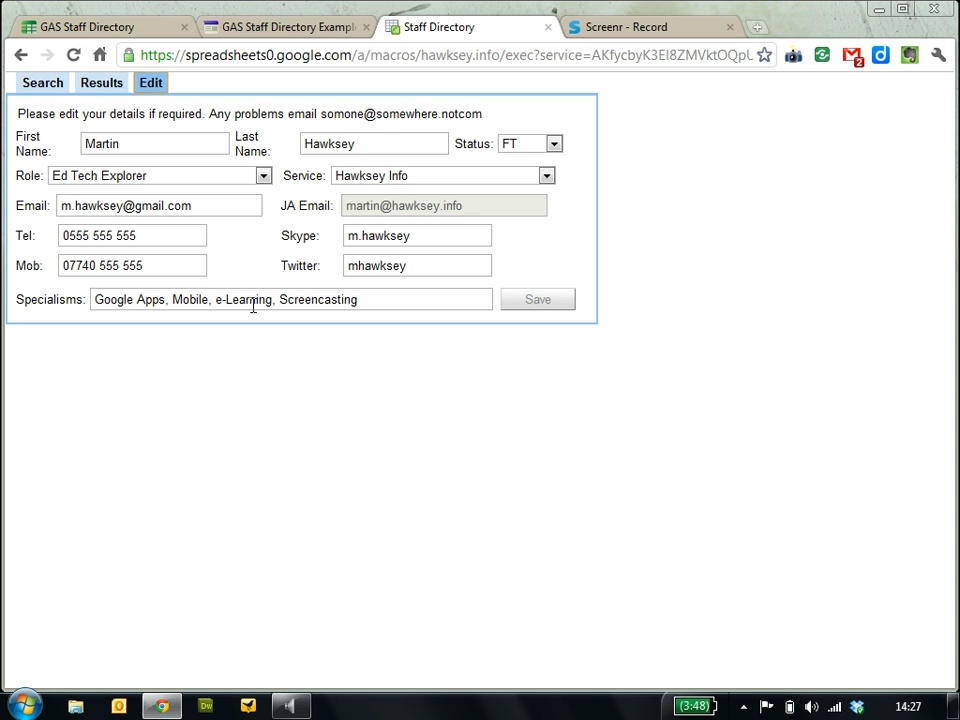 GAS Staff Directory
GAS Staff Directory Exampl
Staff Directory
Screenr - Record
https://spreadsheets0.google.com/a/macros/hawksey.info/exec?service=AKfycbyK3El8ZMVktOQpU
2
Search Results Edit
Please edit your details if required. Any problems email somone@somewhere.notcom
First Name: Martin Last Name: Hawksey Status: FT
Role: Ed Tech Explorer Service: Hawksey Info
Email: m.hawksey@gmail.com JA Email: martin@hawksey.info
Tel: 0555 555 555 Skype: m.hawksey
Mob: 07740 555 555 Twitter: mhawksey
Specialisms: Google Apps, Mobile, e-Learning, Screencasting Save
Dw (3:48) 14:27